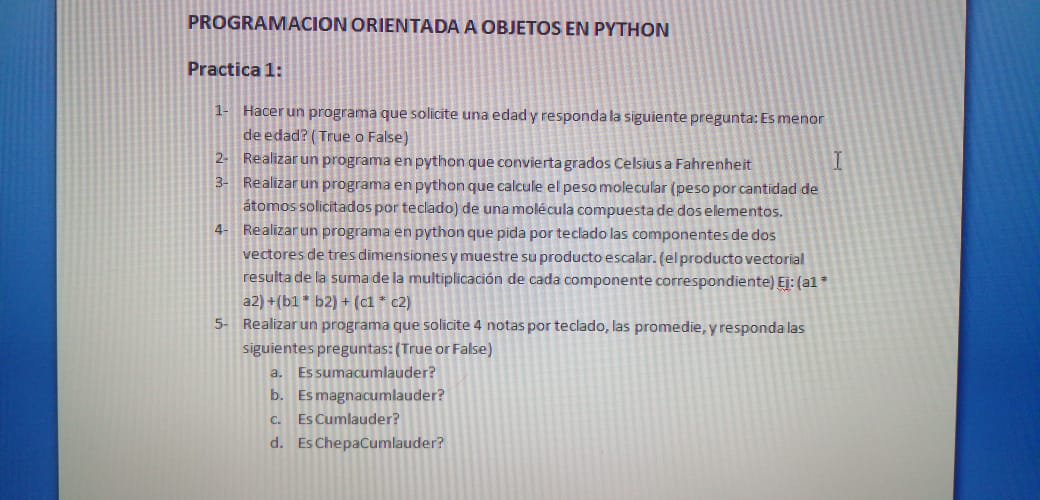 PROGRAMACION ORIENTADA A OBJETOS EN PYTHON
Practica 1:
1- Hacer un programa que solicite una edad y responda la siguiente pregunta: Es menor
de edad? ( True o False)
2- Realizar un programa en python que convierta grados Celsius a Fahrenheit
3- Realizar un programa en python que calcule el peso molecular (peso por cantidad de
átomos solicitados por teclado) de una molécula compuesta de dos elementos.
4- Realizar un programa en python que pida por teclado las componentes de dos
vectores de tres dimensiones y muestre su producto escalar. (el producto vectorial
resulta de la suma de la multiplicación de cada componente correspondiente) Ej: (a1 *
a2) +(b1 * b2) + (c1 * c2)
5- Realizar un programa que solicite 4 notas por teclado, las promedie, y responda las
siguientes preguntas: (True or False)
a. Es sumacumlauder?
b. Es magnacumlauder?
c. Es Cumlauder?
d. Es ChepaCumlauder?